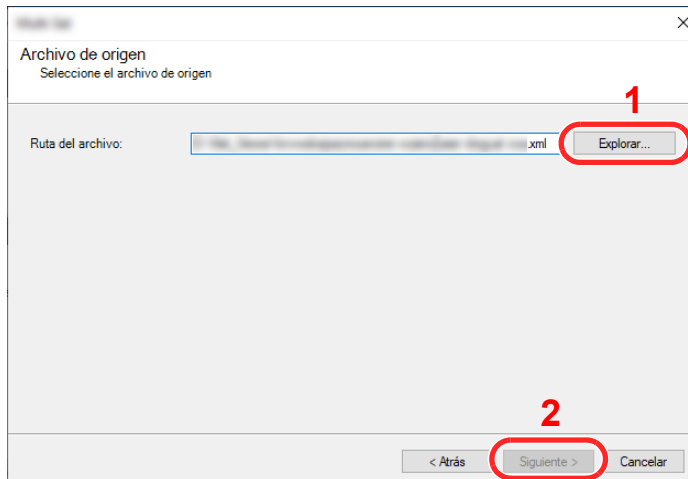 Archivo de origen
Seleccione el archivo de origen
1
Ruta del archivo: .xml Explorar...
2
< Atrás Siguiente > Cancelar